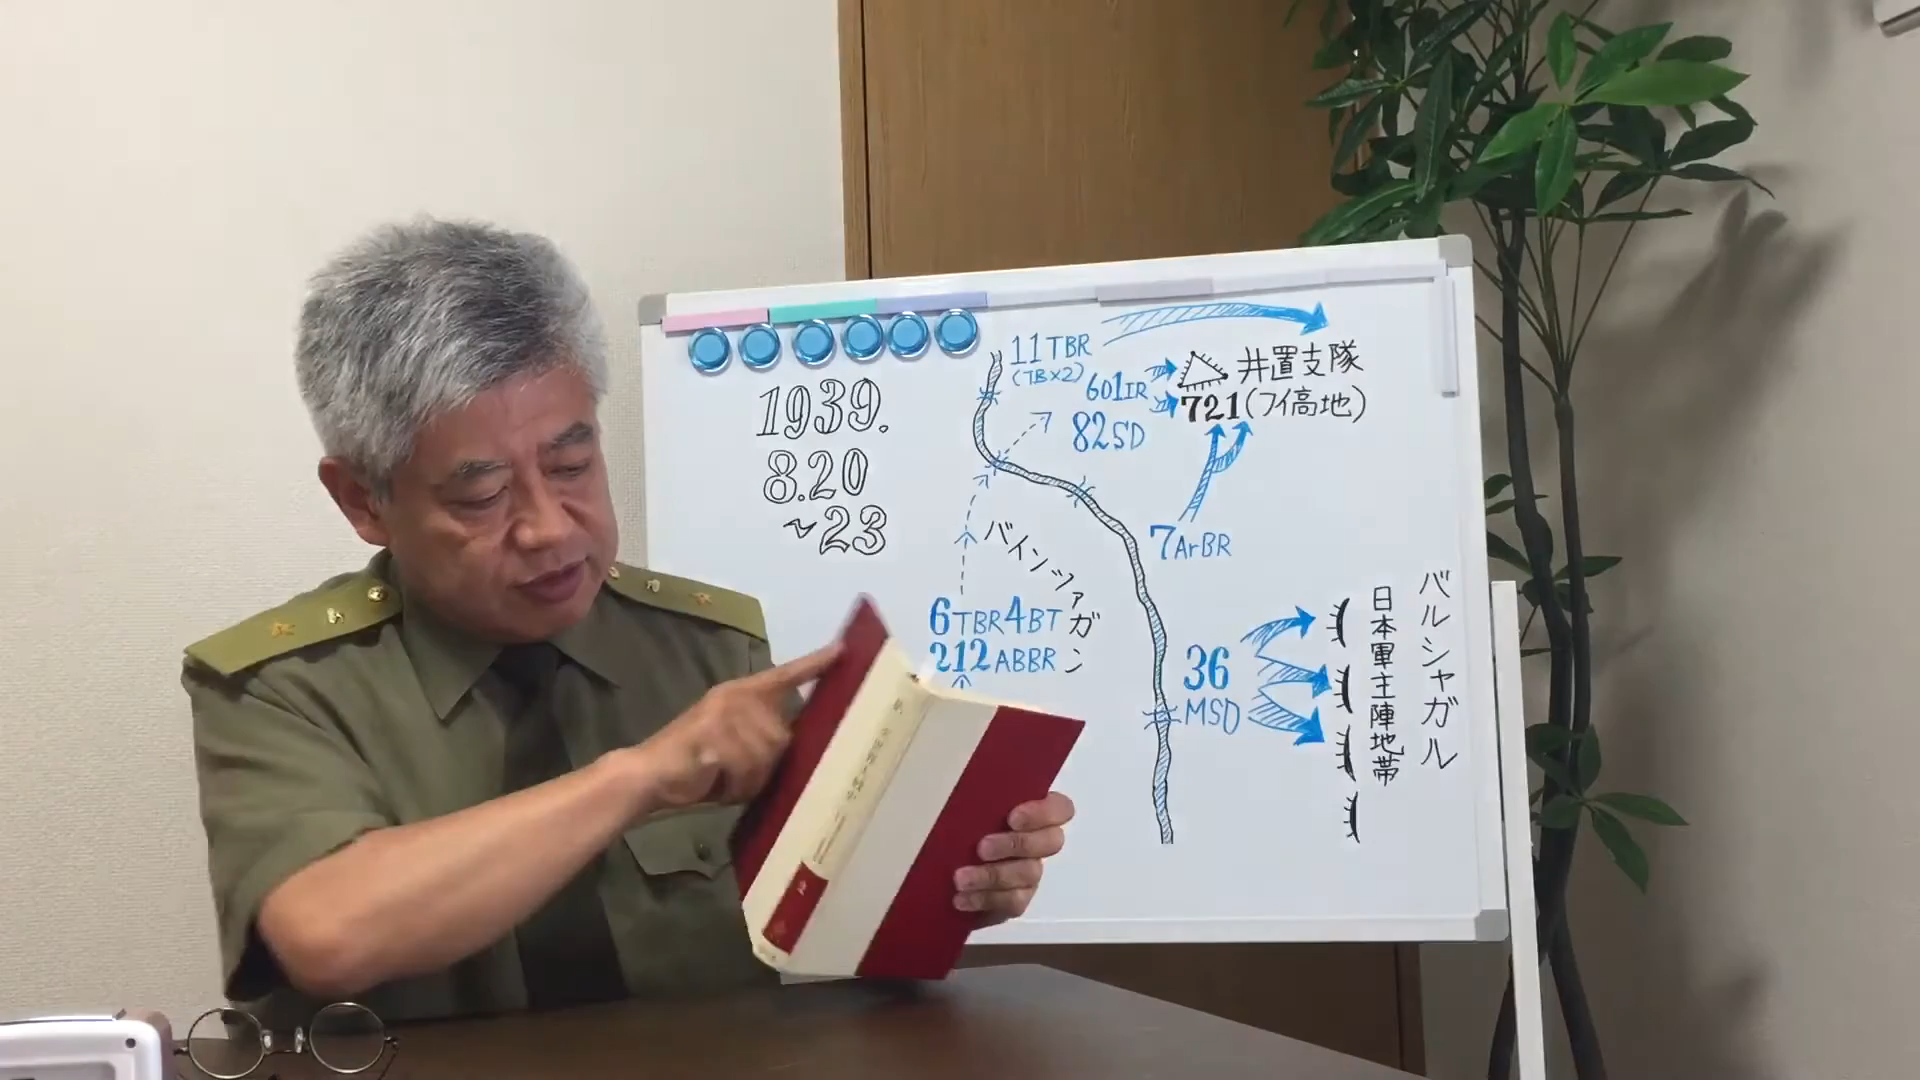 1939.
8.20
~23
11TBR
(TB×2)
601IR
82SD
井置支隊
721(フイ高地)
7ArBR
バインツァガン
6TBR4BT
212ABBR
36
MSD
日本軍主陣地帯
バルシャガル